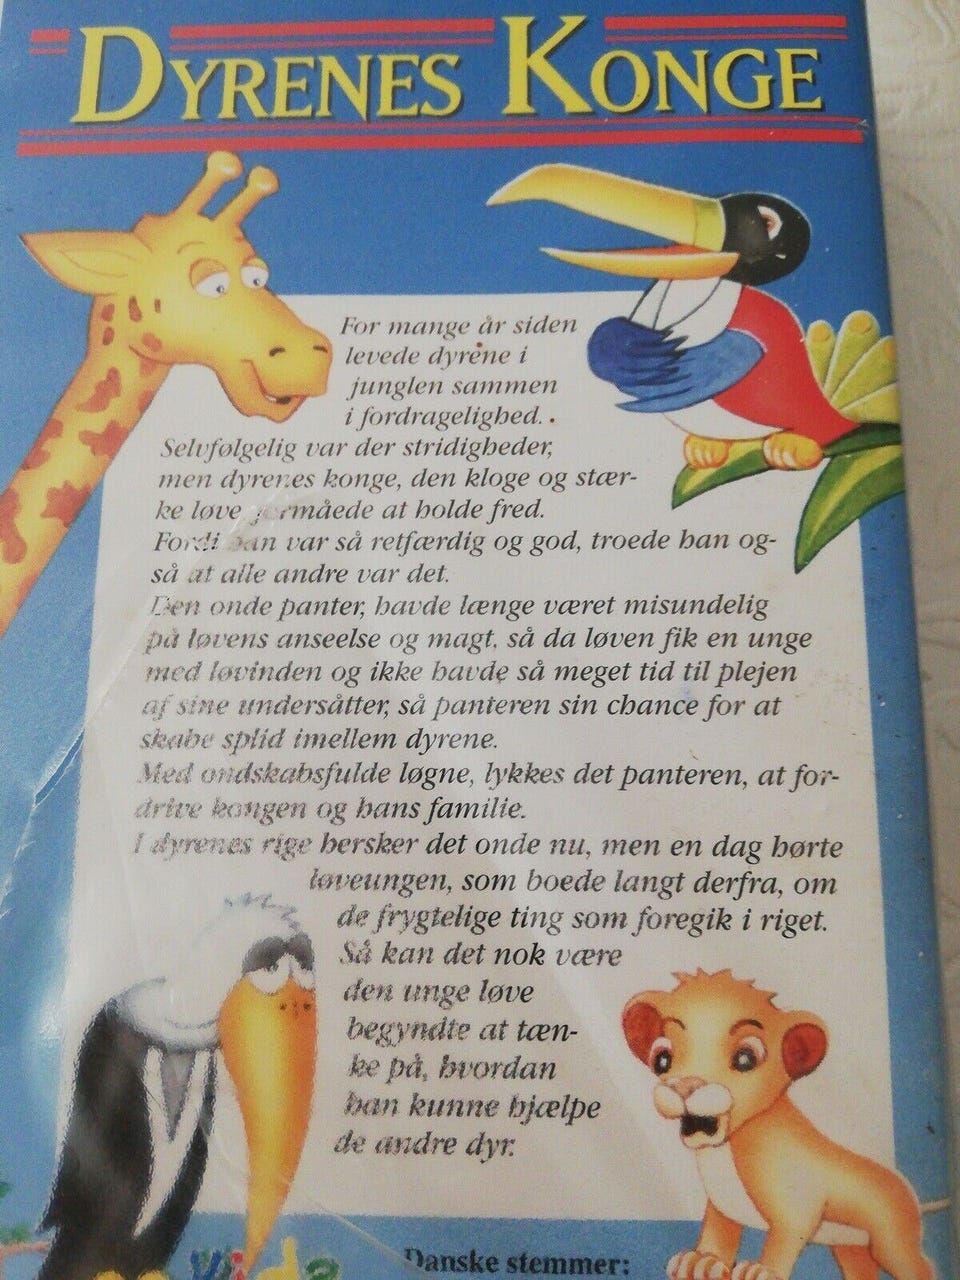 DYRENES KONGE
For mange år siden
levede dyrene i
junglen sammen
i fordragelighed.
Selvfølgelig var der stridigheder,
men dyrenes konge, den kloge og stær-
ke løve formåede at holde fred.
Fordi han var så retfærdig og god, troede han og-
så at alle andre var det.
Den onde panter, havde længe været misundelig
på løvens anseelse og magt, så da løven fik en unge
med løvinden og ikke havde så meget tid til plejen
af sine undersåtter, så panteren sin chance for at
skabe splid imellem dyrene.
Med ondskabsfulde løgne, lykkes det panteren, at for-
drive kongen og hans familie.
I dyrenes rige hersker det onde nu, men en dag hørte
løveungen, som boede langt derfra, om
de frygtelige ting som foregik i riget.
Så kan det nok være
den unge løve
begyndte at tæn-
ke på, hvordan
han kunne hjælpe
de andre dyr.
Danske stemmer: